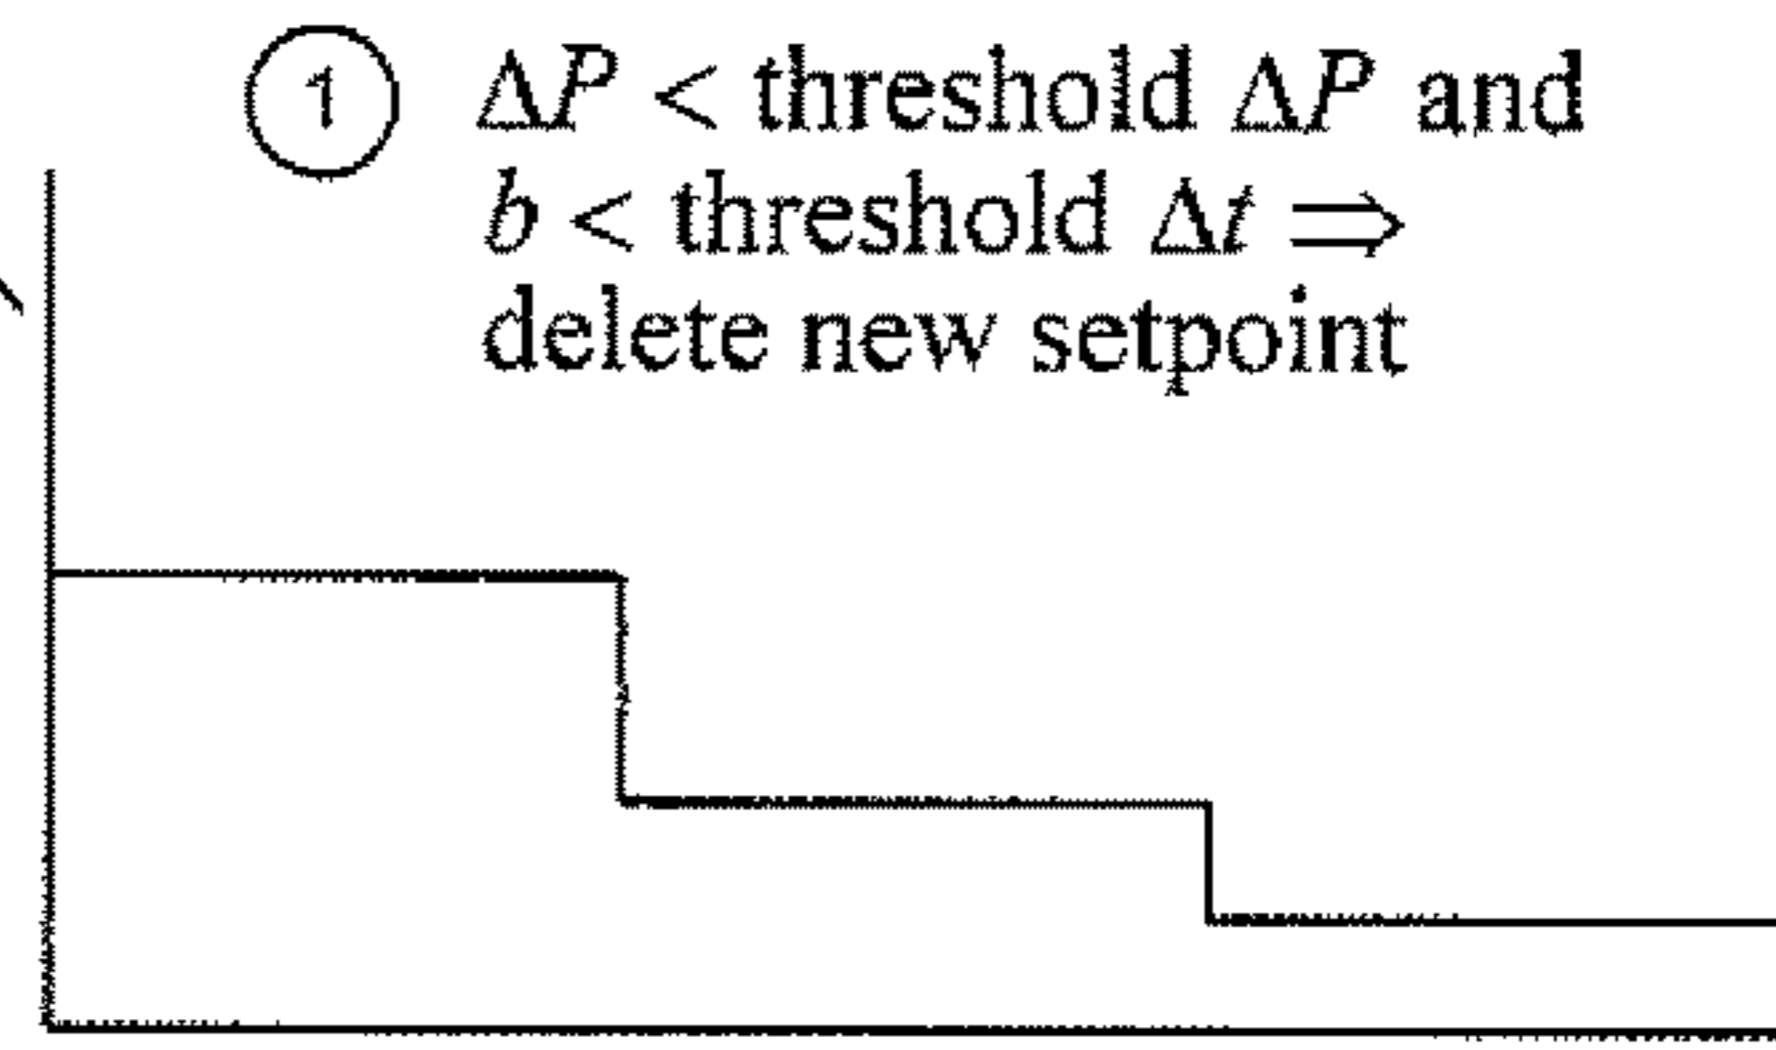 ① ΔP < threshold ΔP and
b < threshold Δt ⇒
delete new setpoint